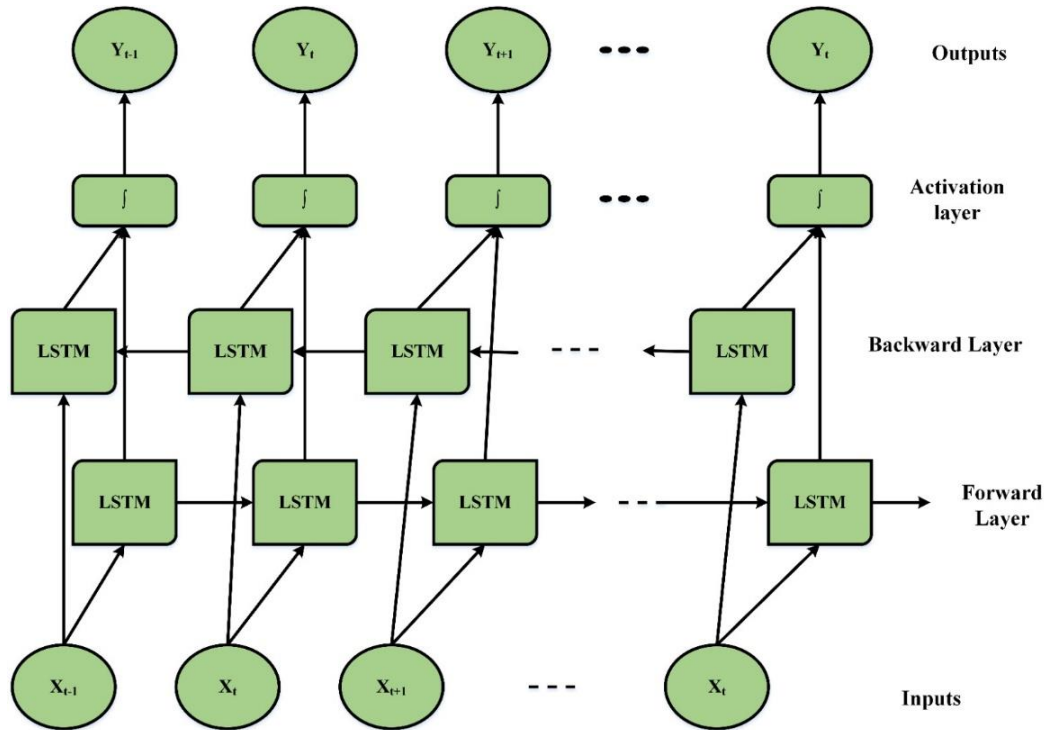 Y_{t-1} Y_t Y_{t+1} Y_t Outputs
∫ ∫ ∫ ∫ Activation
layer
LSTM LSTM LSTM LSTM Backward Layer
LSTM LSTM LSTM LSTM Forward
Layer
X_{t-1} X_t X_{t+1} X_t Inputs